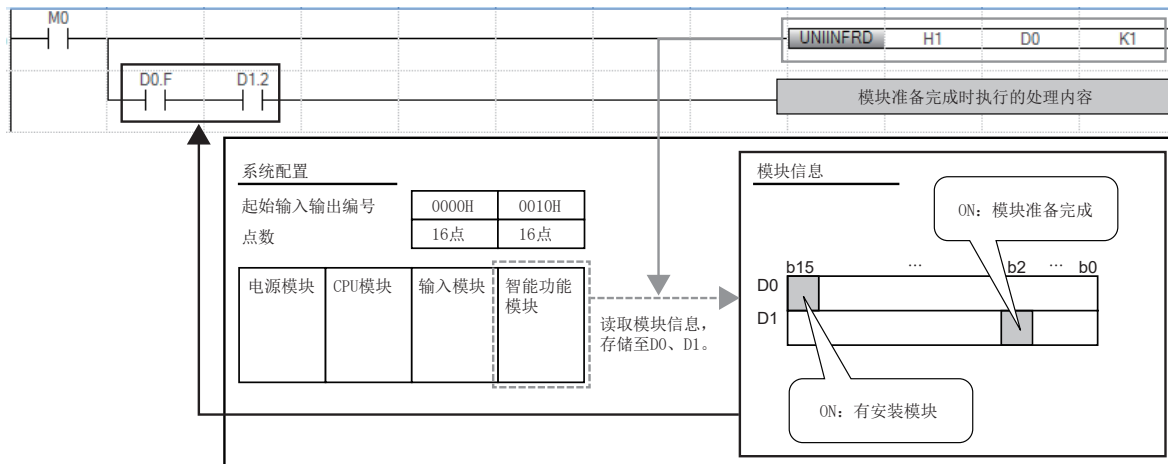 M0
UNIINFRD H1 D0 K1
D0.F D1.2
模块准备完成时执行的处理内容
系统配置
起始输入输出编号 0000H 0010H
点数 16点 16点
电源模块 CPU模块 输入模块 智能功能
模块
读取模块信息,
存储至D0、D1。
模块信息
ON: 模块准备完成
b15 … b2 … b0
D0
D1
ON: 有安装模块